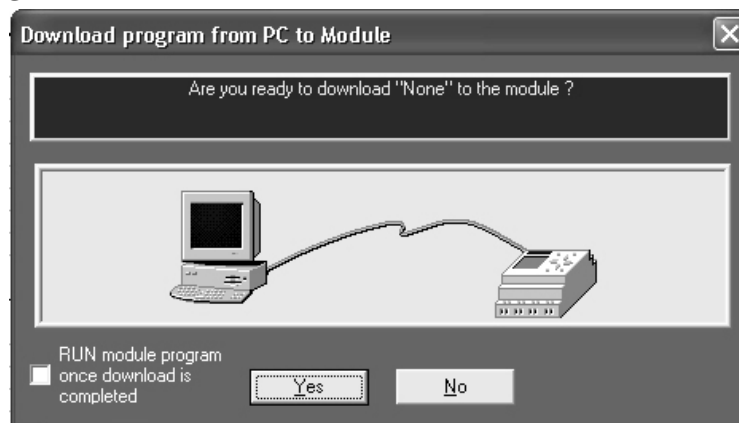 Download program from PC to Module
Are you ready to download "None" to the module ?
RUN module program
once download is
completed
Yes
No